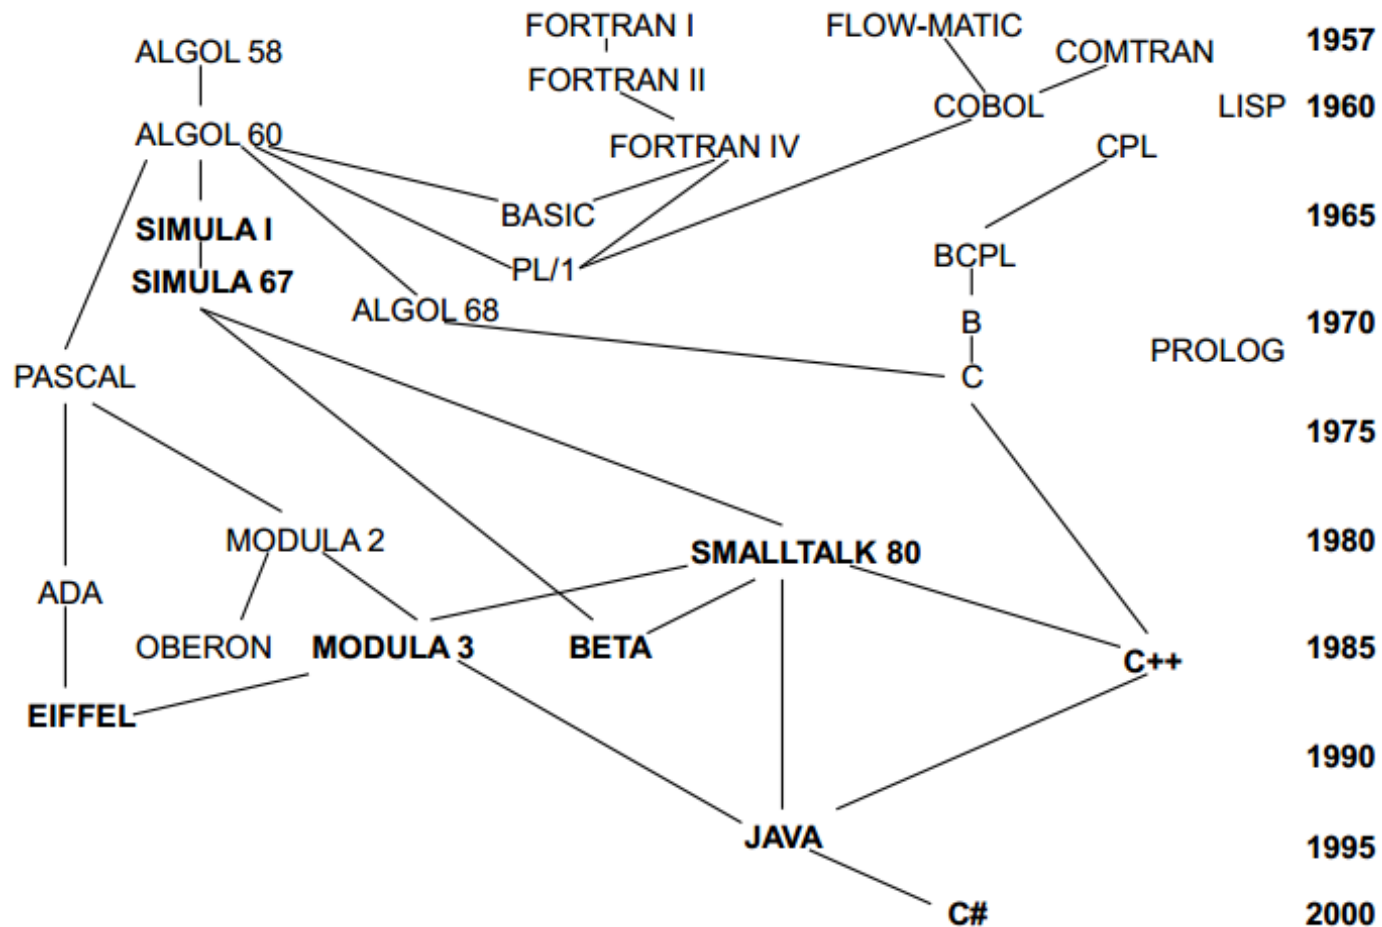 FORTRAN I
FLOW-MATIC
1957
ALGOL 58
COMTRAN
FORTRAN II
COBOL
LISP
1960
ALGOL 60
FORTRAN IV
CPL
BASIC
1965
SIMULA I
BCPL
PL/1
SIMULA 67
ALGOL 68
B
1970
PROLOG
PASCAL
C
1975
MODULA 2
SMALLTALK 80
1980
ADA
OBERON
MODULA 3
BETA
C++
1985
EIFFEL
1990
JAVA
1995
C#
2000